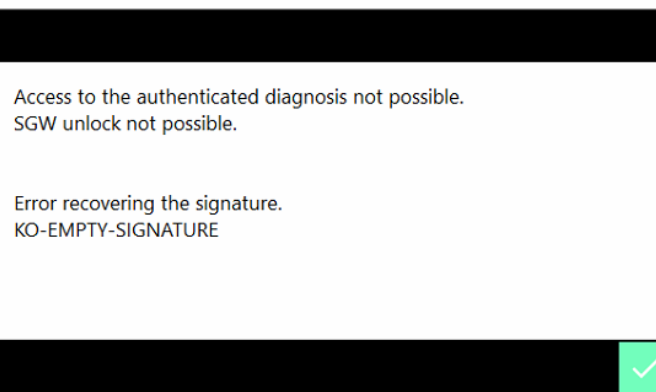 Access to the authenticated diagnosis not possible.
SGW unlock not possible.
Error recovering the signature.
KO-EMPTY-SIGNATURE